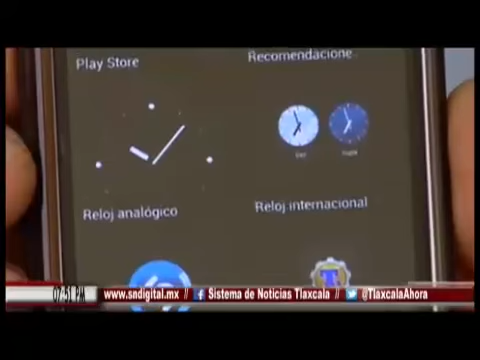 Play Store
Recomendacione
Reloj analógico
Reloj internacional
07:51 PM
www.sndigital.mx // f Sistema de Noticias Tlaxcala // @TlaxcalaAhora